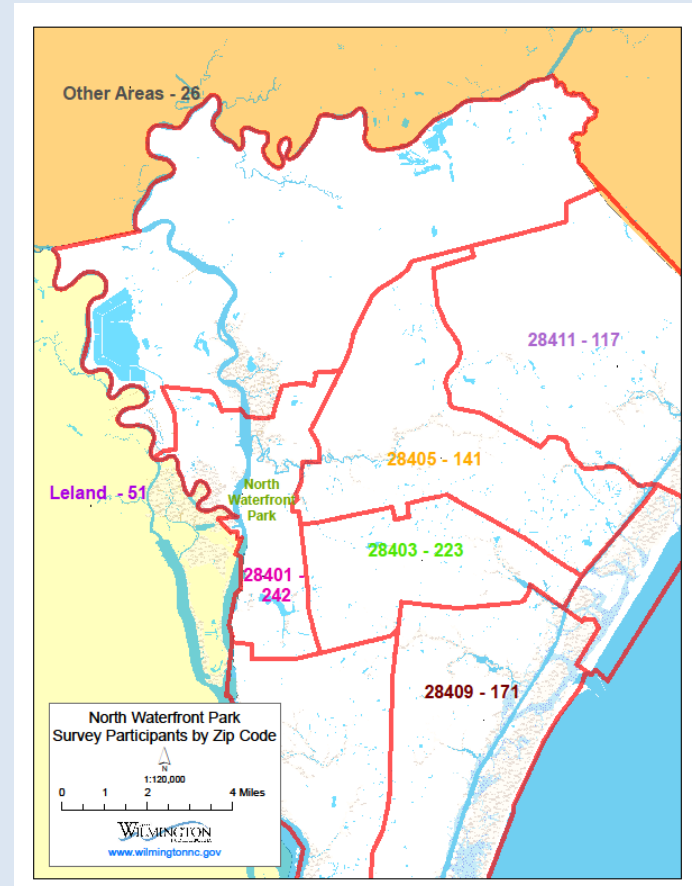 Other Areas - 26
28411 - 117
28405 - 141
Leland - 51
North
Waterfront
Park
28403 - 223
28401 -
242
28409 - 171
North Waterfront Park
Survey Participants by Zip Code
N
1:120,000
0 1 2 4 Miles
WILMINGTON
www.wilmingtonnc.gov